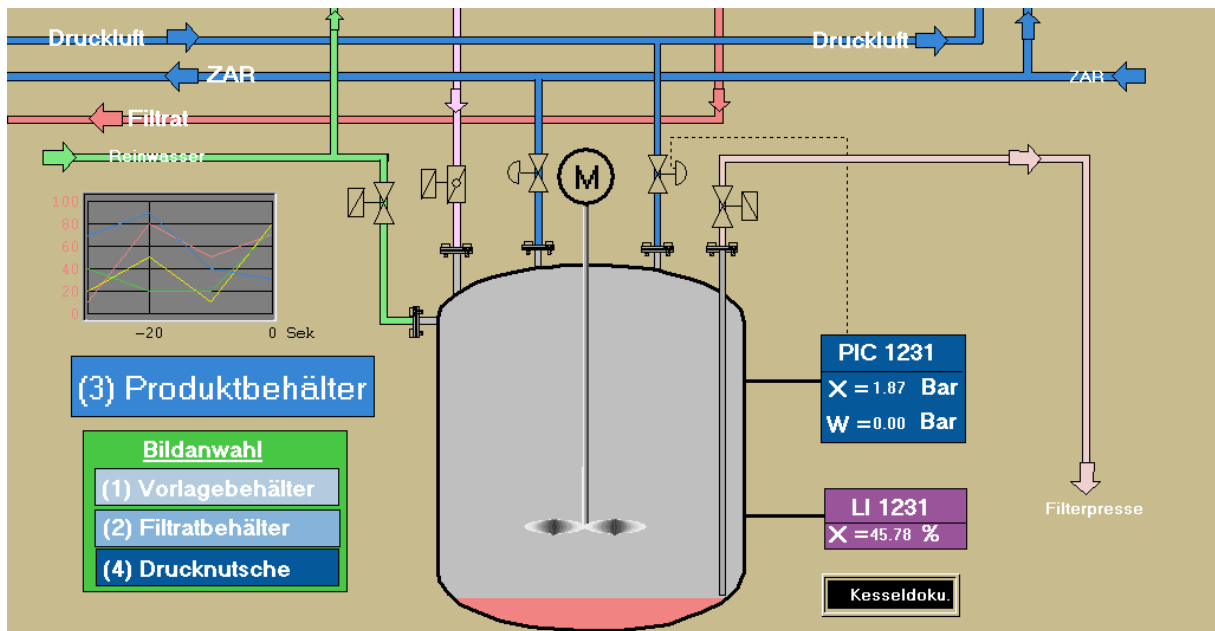 Druckluft
Druckluft
ZAR
ZAR
Filtrat
Reinwasser
M
100
80
60
40
20
0
-20
0 Sek
(3) Produktbehälter
Bildanwahl
(1) Vorlagebehälter
(2) Filtratbehälter
(4) Drucknutsche
PIC 1231
X =1.87 Bar
W =0.00 Bar
LI 1231
X =45.78 %
Kesseldoku.
Filterpresse